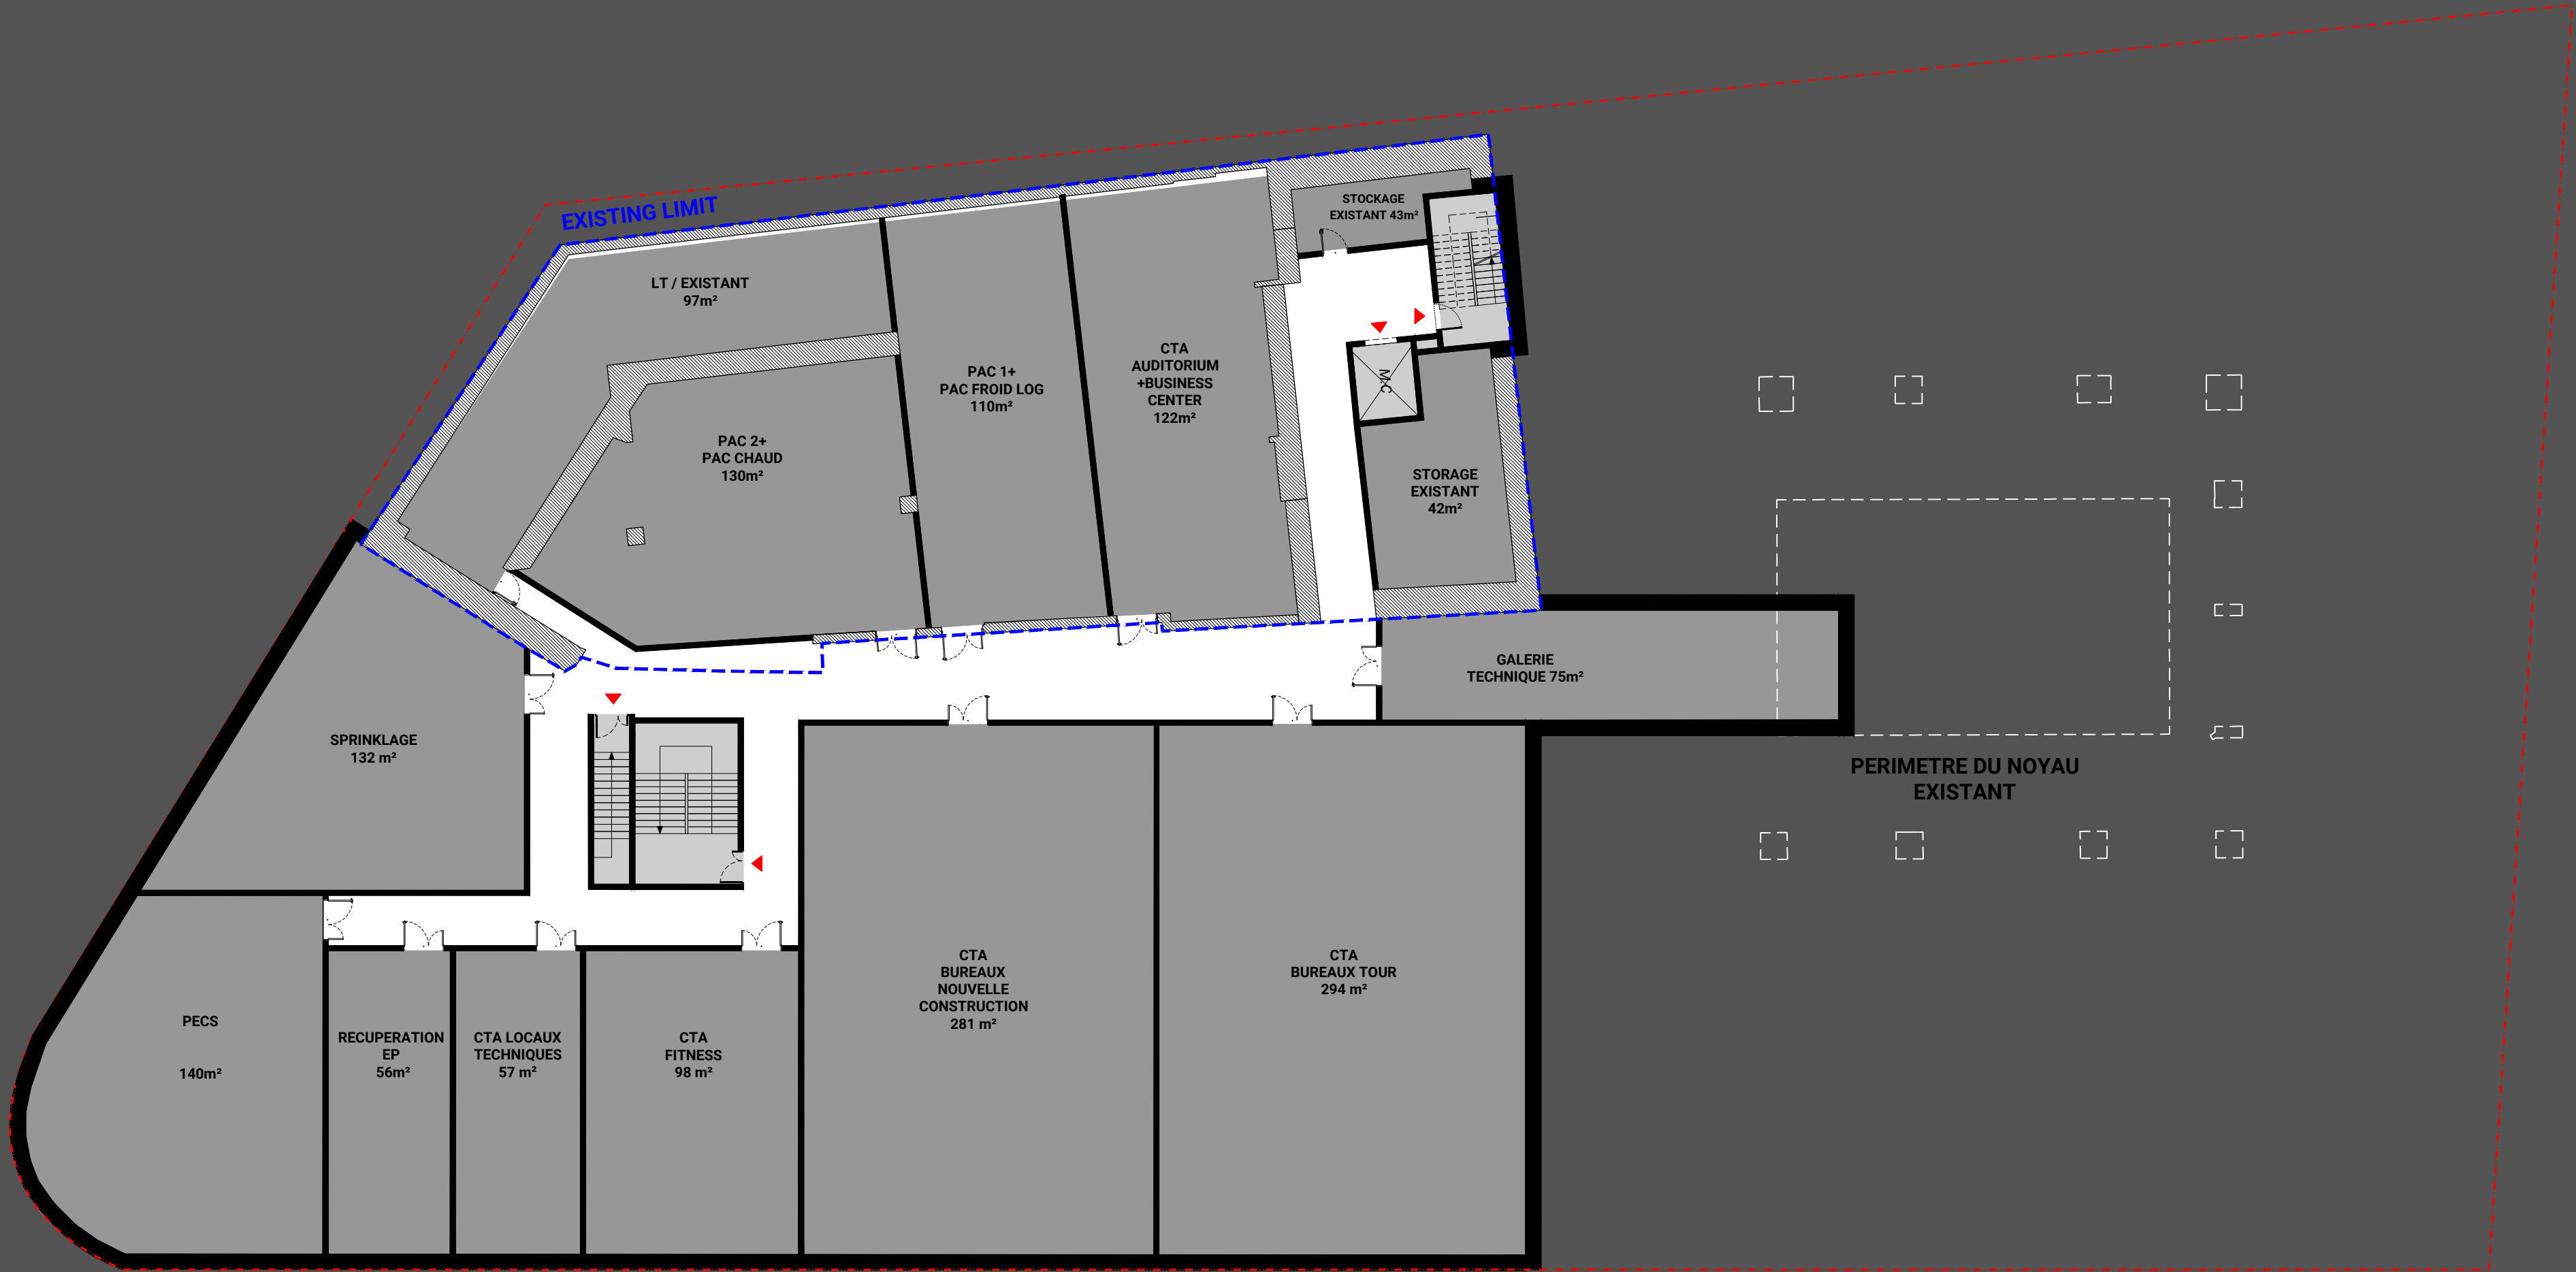 EXISTING LIMIT
STOCKAGE
EXISTANT 43m²
LT / EXISTANT
97m²
CTA
AUDITORIUM
+BUSINESS
CENTER
122m²
PAC 1+
PAC FROID LOG
110m²
MC
PAC 2+
PAC CHAUD
130m²
STORAGE
EXISTANT
42m²
GALERIE
TECHNIQUE 75m²
SPRINKLAGE
132 m²
PERIMETRE DU NOYAU
EXISTANT
CTA
BUREAUX
NOUVELLE
CONSTRUCTION
281 m²
CTA
BUREAUX TOUR
294 m²
PECS
140m²
RECUPERATION
EP
56m²
CTA LOCAUX
TECHNIQUES
57 m²
CTA
FITNESS
98 m²